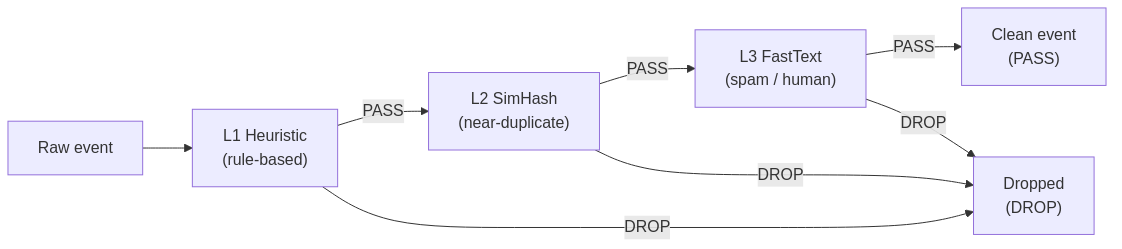 Raw event
L1 Heuristic
(rule-based)
PASS
L2 SimHash
(near-duplicate)
PASS
L3 FastText
(spam / human)
PASS
Clean event
(PASS)
DROP
DROP
DROP
Dropped
(DROP)